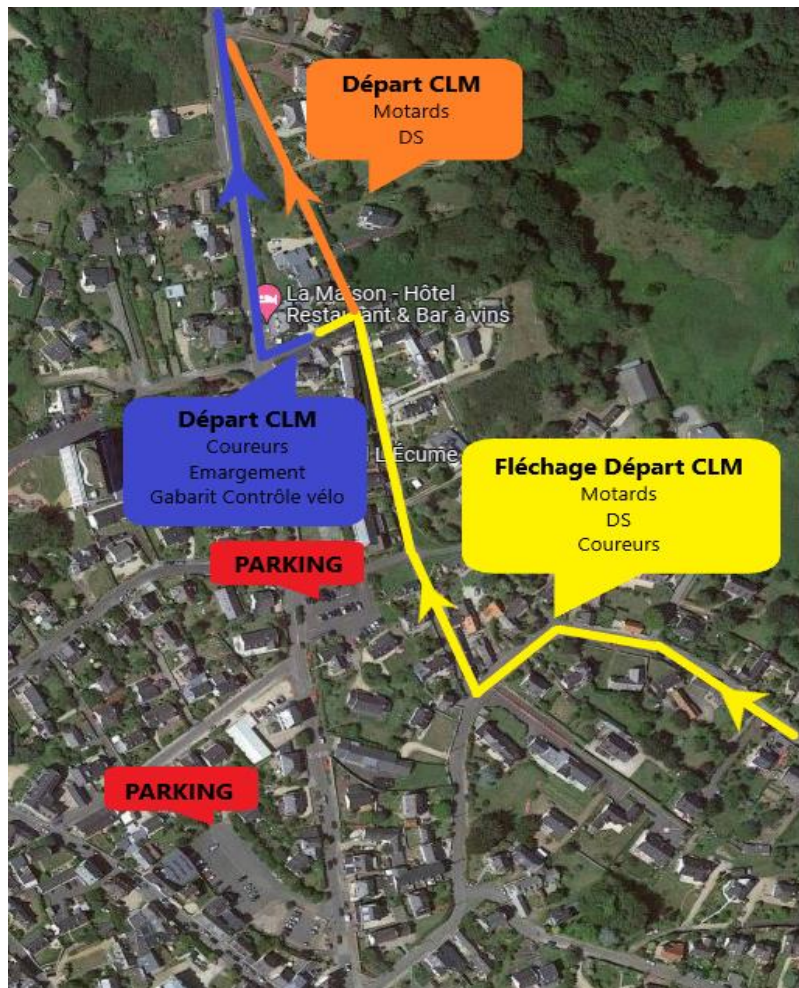 Départ CLM
Motards
DS
La Maison - Hôtel
Restaurant & Bar à vins
Départ CLM
Coureurs
Emargement
Gabarit Contrôle vélo
L'Écume
Fléchage Départ CLM
Motards
DS
Coureurs
PARKING
PARKING